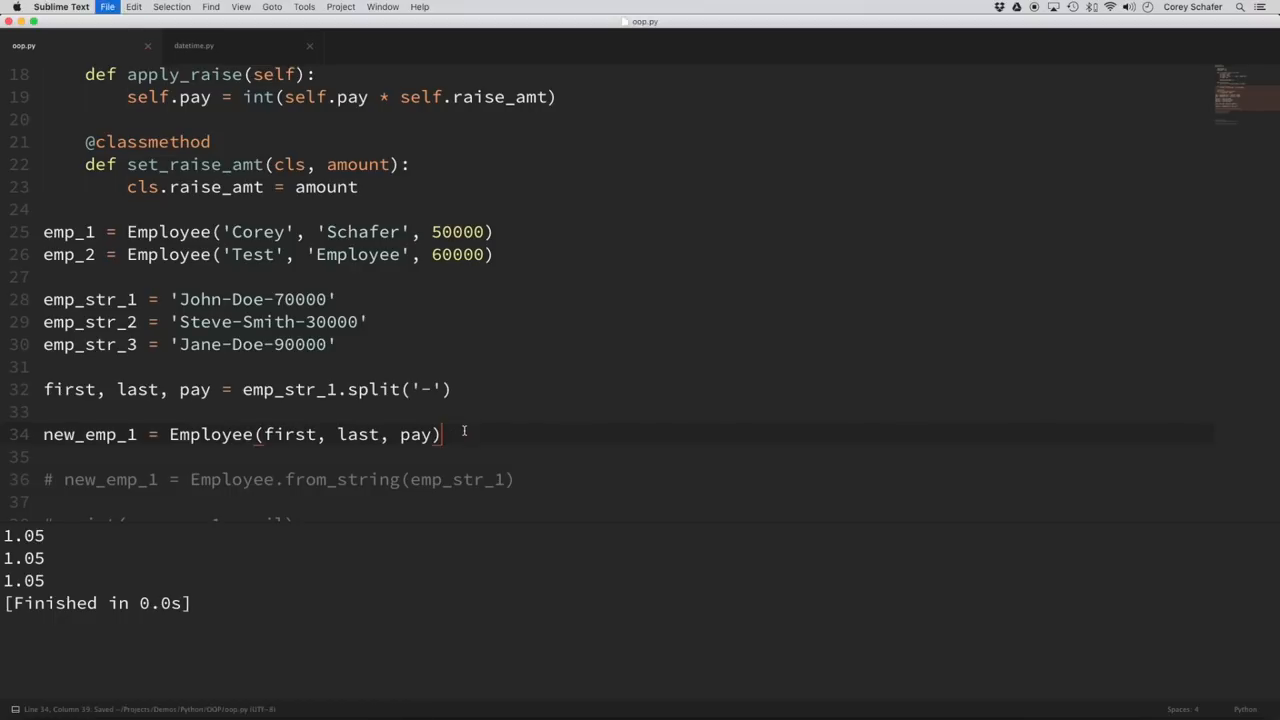 Sublime Text File Edit Selection Find View Goto Tools Project Window Help Corey Schafer
oop.py
oop.py datetime.py
18 def apply_raise(self):
19 self.pay = int(self.pay * self.raise_amt)
20
21 @classmethod
22 def set_raise_amt(cls, amount):
23 cls.raise_amt = amount
24
25 emp_1 = Employee('Corey', 'Schafer', 50000)
26 emp_2 = Employee('Test', 'Employee', 60000)
27
28 emp_str_1 = 'John-Doe-70000'
29 emp_str_2 = 'Steve-Smith-30000'
30 emp_str_3 = 'Jane-Doe-90000'
31
32 first, last, pay = emp_str_1.split('-')
33
34 new_emp_1 = Employee(first, last, pay)
35
36 # new_emp_1 = Employee.from_string(emp_str_1)
37
1.05
1.05
1.05
[Finished in 0.0s]
Line 34, Column 39; Saved ~/Projects/Demos/Python/OOP/oop.py (UTF-8) Spaces: 4 Python